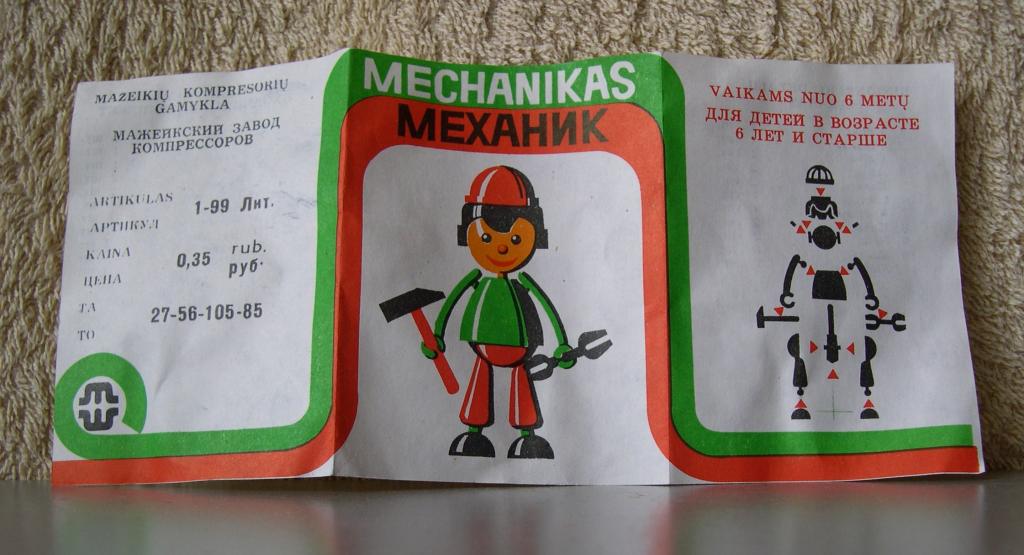 MAZEIKIŲ KOMPRESORIŲ
GAMYKLA
МАЖЕЙКСКИЙ ЗАВОД
КОМПРЕССОРОВ
ARTIKULAS
АРТИКУЛ
1-99 Лит.
KAINA
ЦЕНА
0,35 rub.
руб.
TA
ТО
27-56-105-85
MECHANIKAS
МЕХАНИК
VAIKAMS NUO 6 METŲ
ДЛЯ ДЕТЕЙ В ВОЗРАСТЕ
6 ЛЕТ И СТАРШЕ